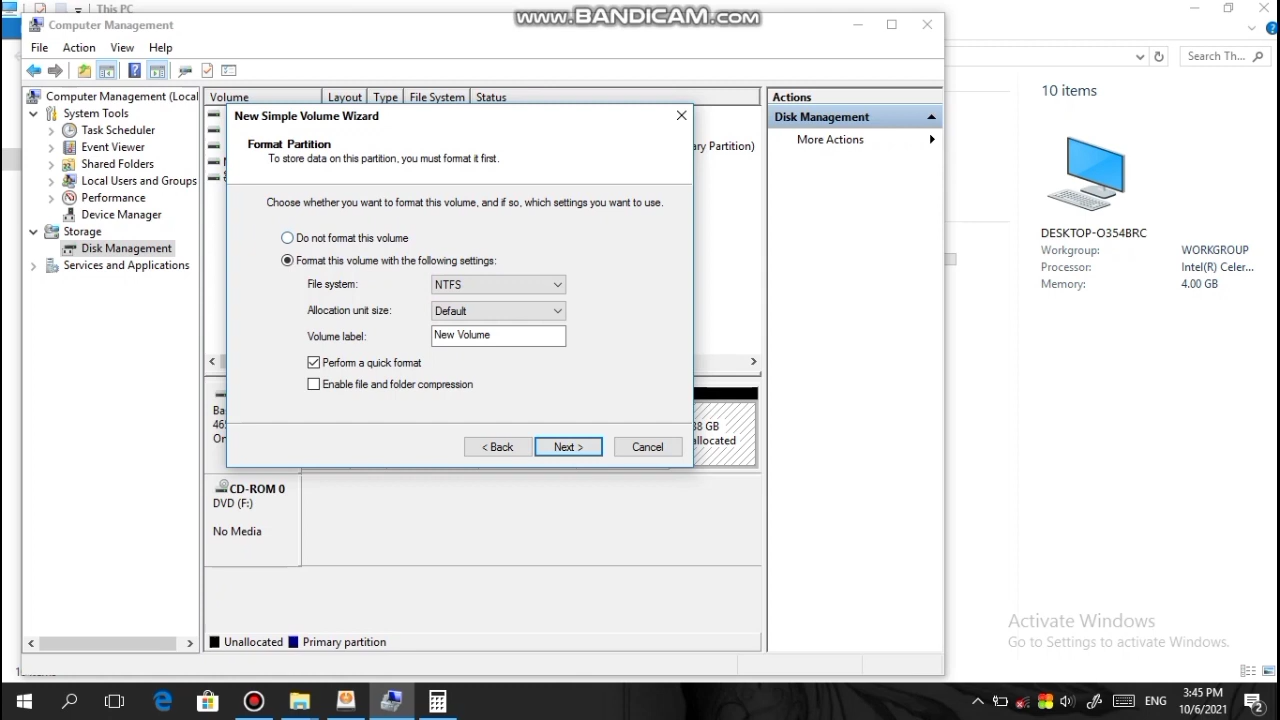 This PC
www.BANDICAM.com
Computer Management
File Action View Help
Search Th...
Computer Management (Local
System Tools
Task Scheduler
Event Viewer
Shared Folders
Local Users and Groups
Performance
Device Manager
Storage
Disk Management
Services and Applications
Volume Layout Type File System Status
ary Partition)
New Simple Volume Wizard
Format Partition
To store data on this partition, you must format it first.
Choose whether you want to format this volume, and if so, which settings you want to use.
Do not format this volume
Format this volume with the following settings:
File system: NTFS
Allocation unit size: Default
Volume label: New Volume
Perform a quick format
Enable file and folder compression
< Back Next > Cancel
Ba
On
88 GB
allocated
CD-ROM 0
DVD (F:)
No Media
Unallocated Primary partition
Actions
Disk Management
More Actions
10 items
DESKTOP-O354BRC
Workgroup: WORKGROUP
Processor: Intel(R) Celer...
Memory: 4.00 GB
Activate Windows
Go to Settings to activate Windows.
ENG
3:45 PM
10/6/2021
2